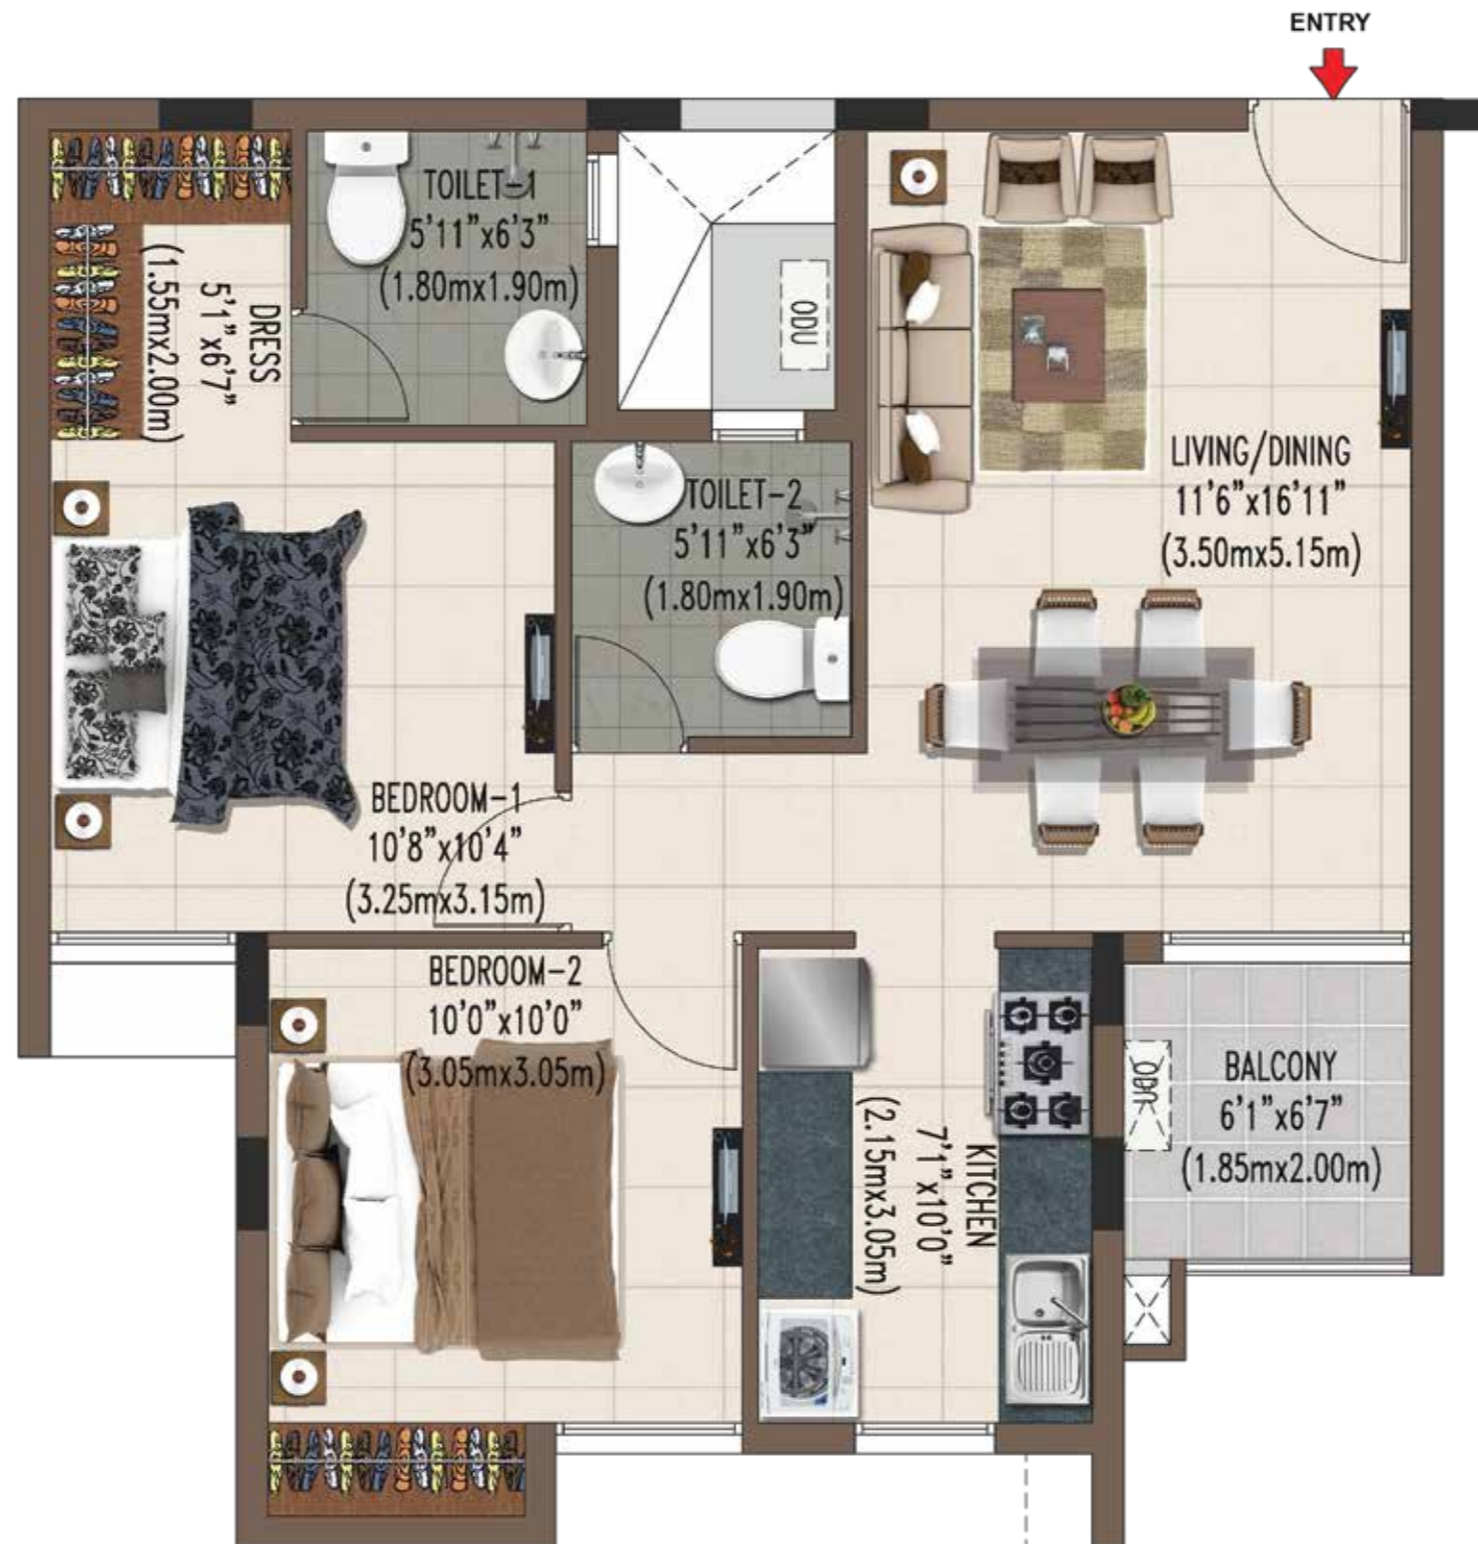 ENTRY
TOILET-1
5'11"x6'3"
(1.80mx1.90m)
DRESS
5'1"x6'7"
(1.55mx2.00m)
ODU
LIVING/DINING
11'6"x16'11"
(3.50mx5.15m)
TOILET-2
5'11"x6'3"
(1.80mx1.90m)
BEDROOM-1
10'8"x10'4"
(3.25mx3.15m)
BEDROOM-2
10'0"x10'0"
(3.05mx3.05m)
KITCHEN
7'1"x10'0"
(2.15mx3.05m)
ODU
BALCONY
6'1"x6'7"
(1.85mx2.00m)